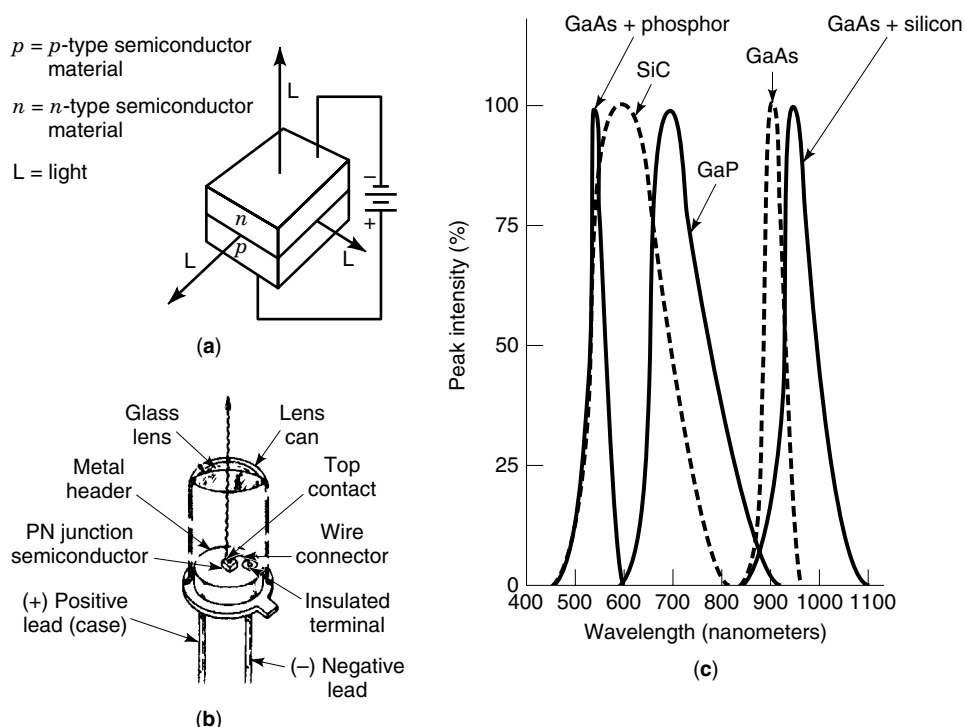 p = p-type semiconductor
material
n = n-type semiconductor
material
L = light
L
n
p
L
L
−
+
(a)
Glass
lens
Lens
can
Metal
header
Top
contact
PN junction
semiconductor
Wire
connector
(+) Positive
lead (case)
Insulated
terminal
(−) Negative
lead
(b)
GaAs + phosphor
GaAs + silicon
SiC
GaAs
GaP
Peak intensity (%)
100
75
50
25
0
400 500 600 700 800 900 1000 1100
Wavelength (nanometers)
(c)